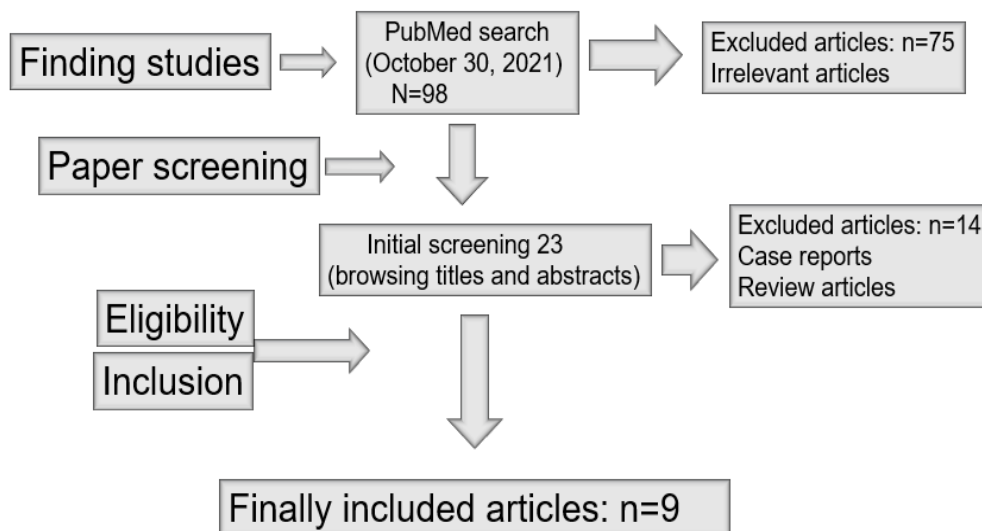 Finding studies
PubMed search
(October 30, 2021)
N=98
Excluded articles: n=75
Irrelevant articles
Paper screening
Initial screening 23
(browsing titles and abstracts)
Excluded articles: n=14
Case reports
Review articles
Eligibility
Inclusion
Finally included articles: n=9